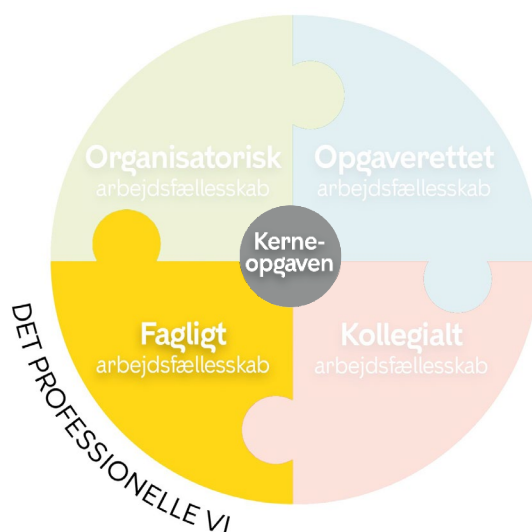 Organisatorisk
arbejdsfællesskab
Opgaverettet
arbejdsfællesskab
Kerne-
opgaven
Fagligt
arbejdsfællesskab
Kollegialt
arbejdsfællesskab
DET PROFESSIONELLE VI